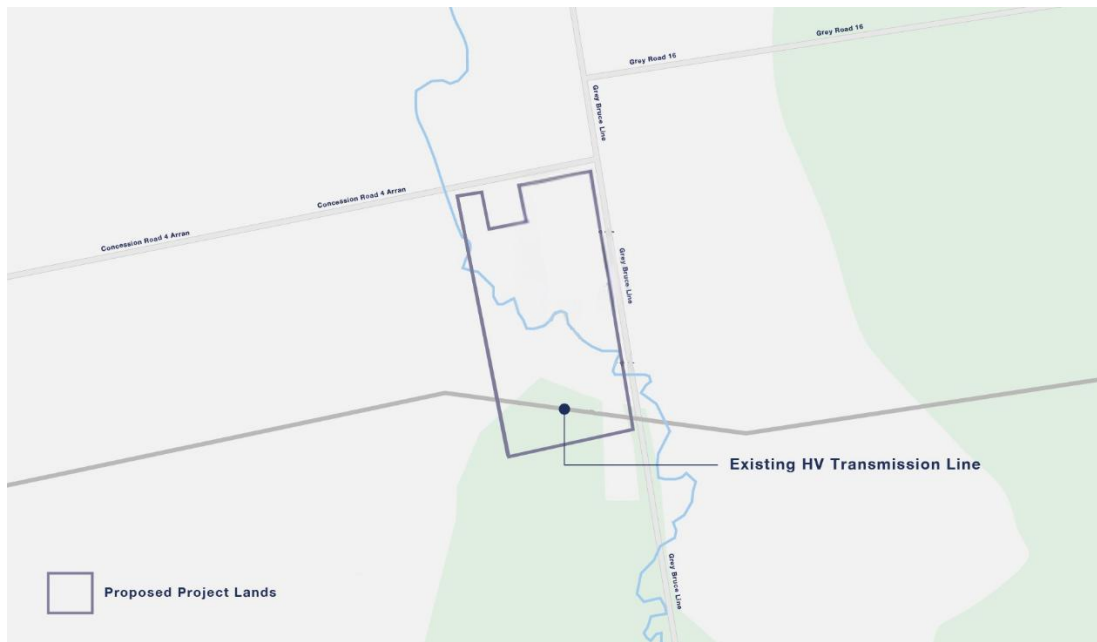 Grey Road 16
Grey Road 16
Grey Bruce Line
Concession Road 4 Arran
Concession Road 4 Arran
Grey Bruce Line
Existing HV Transmission Line
Grey Bruce Line
Proposed Project Lands